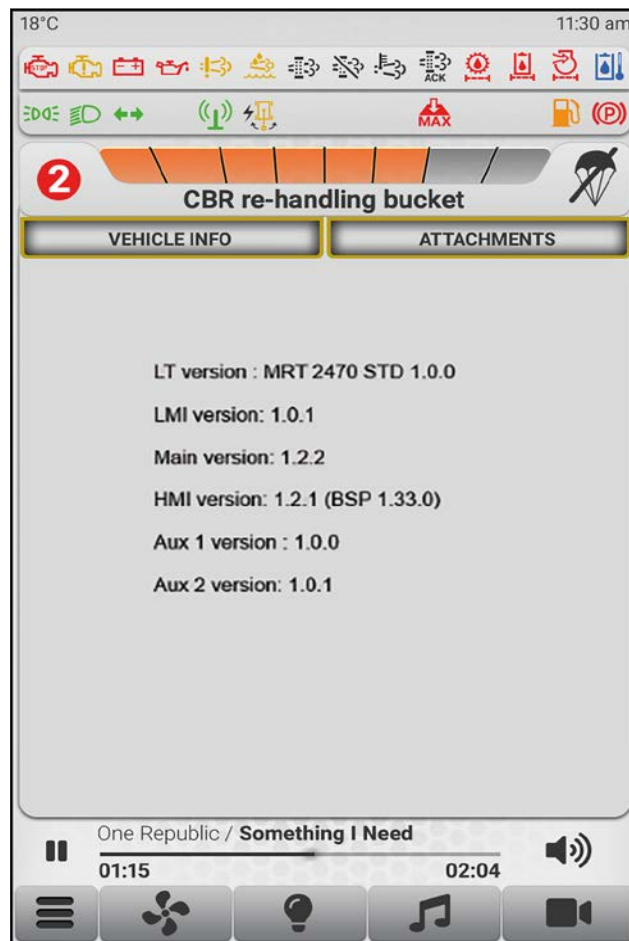 18°C 11:30 am
STOP
ACK
MAX
P
2
CBR re-handling bucket
VEHICLE INFO ATTACHMENTS
LT version : MRT 2470 STD 1.0.0
LMI version: 1.0.1
Main version: 1.2.2
HMI version: 1.2.1 (BSP 1.33.0)
Aux 1 version : 1.0.0
Aux 2 version: 1.0.1
One Republic / Something I Need
01:15 02:04